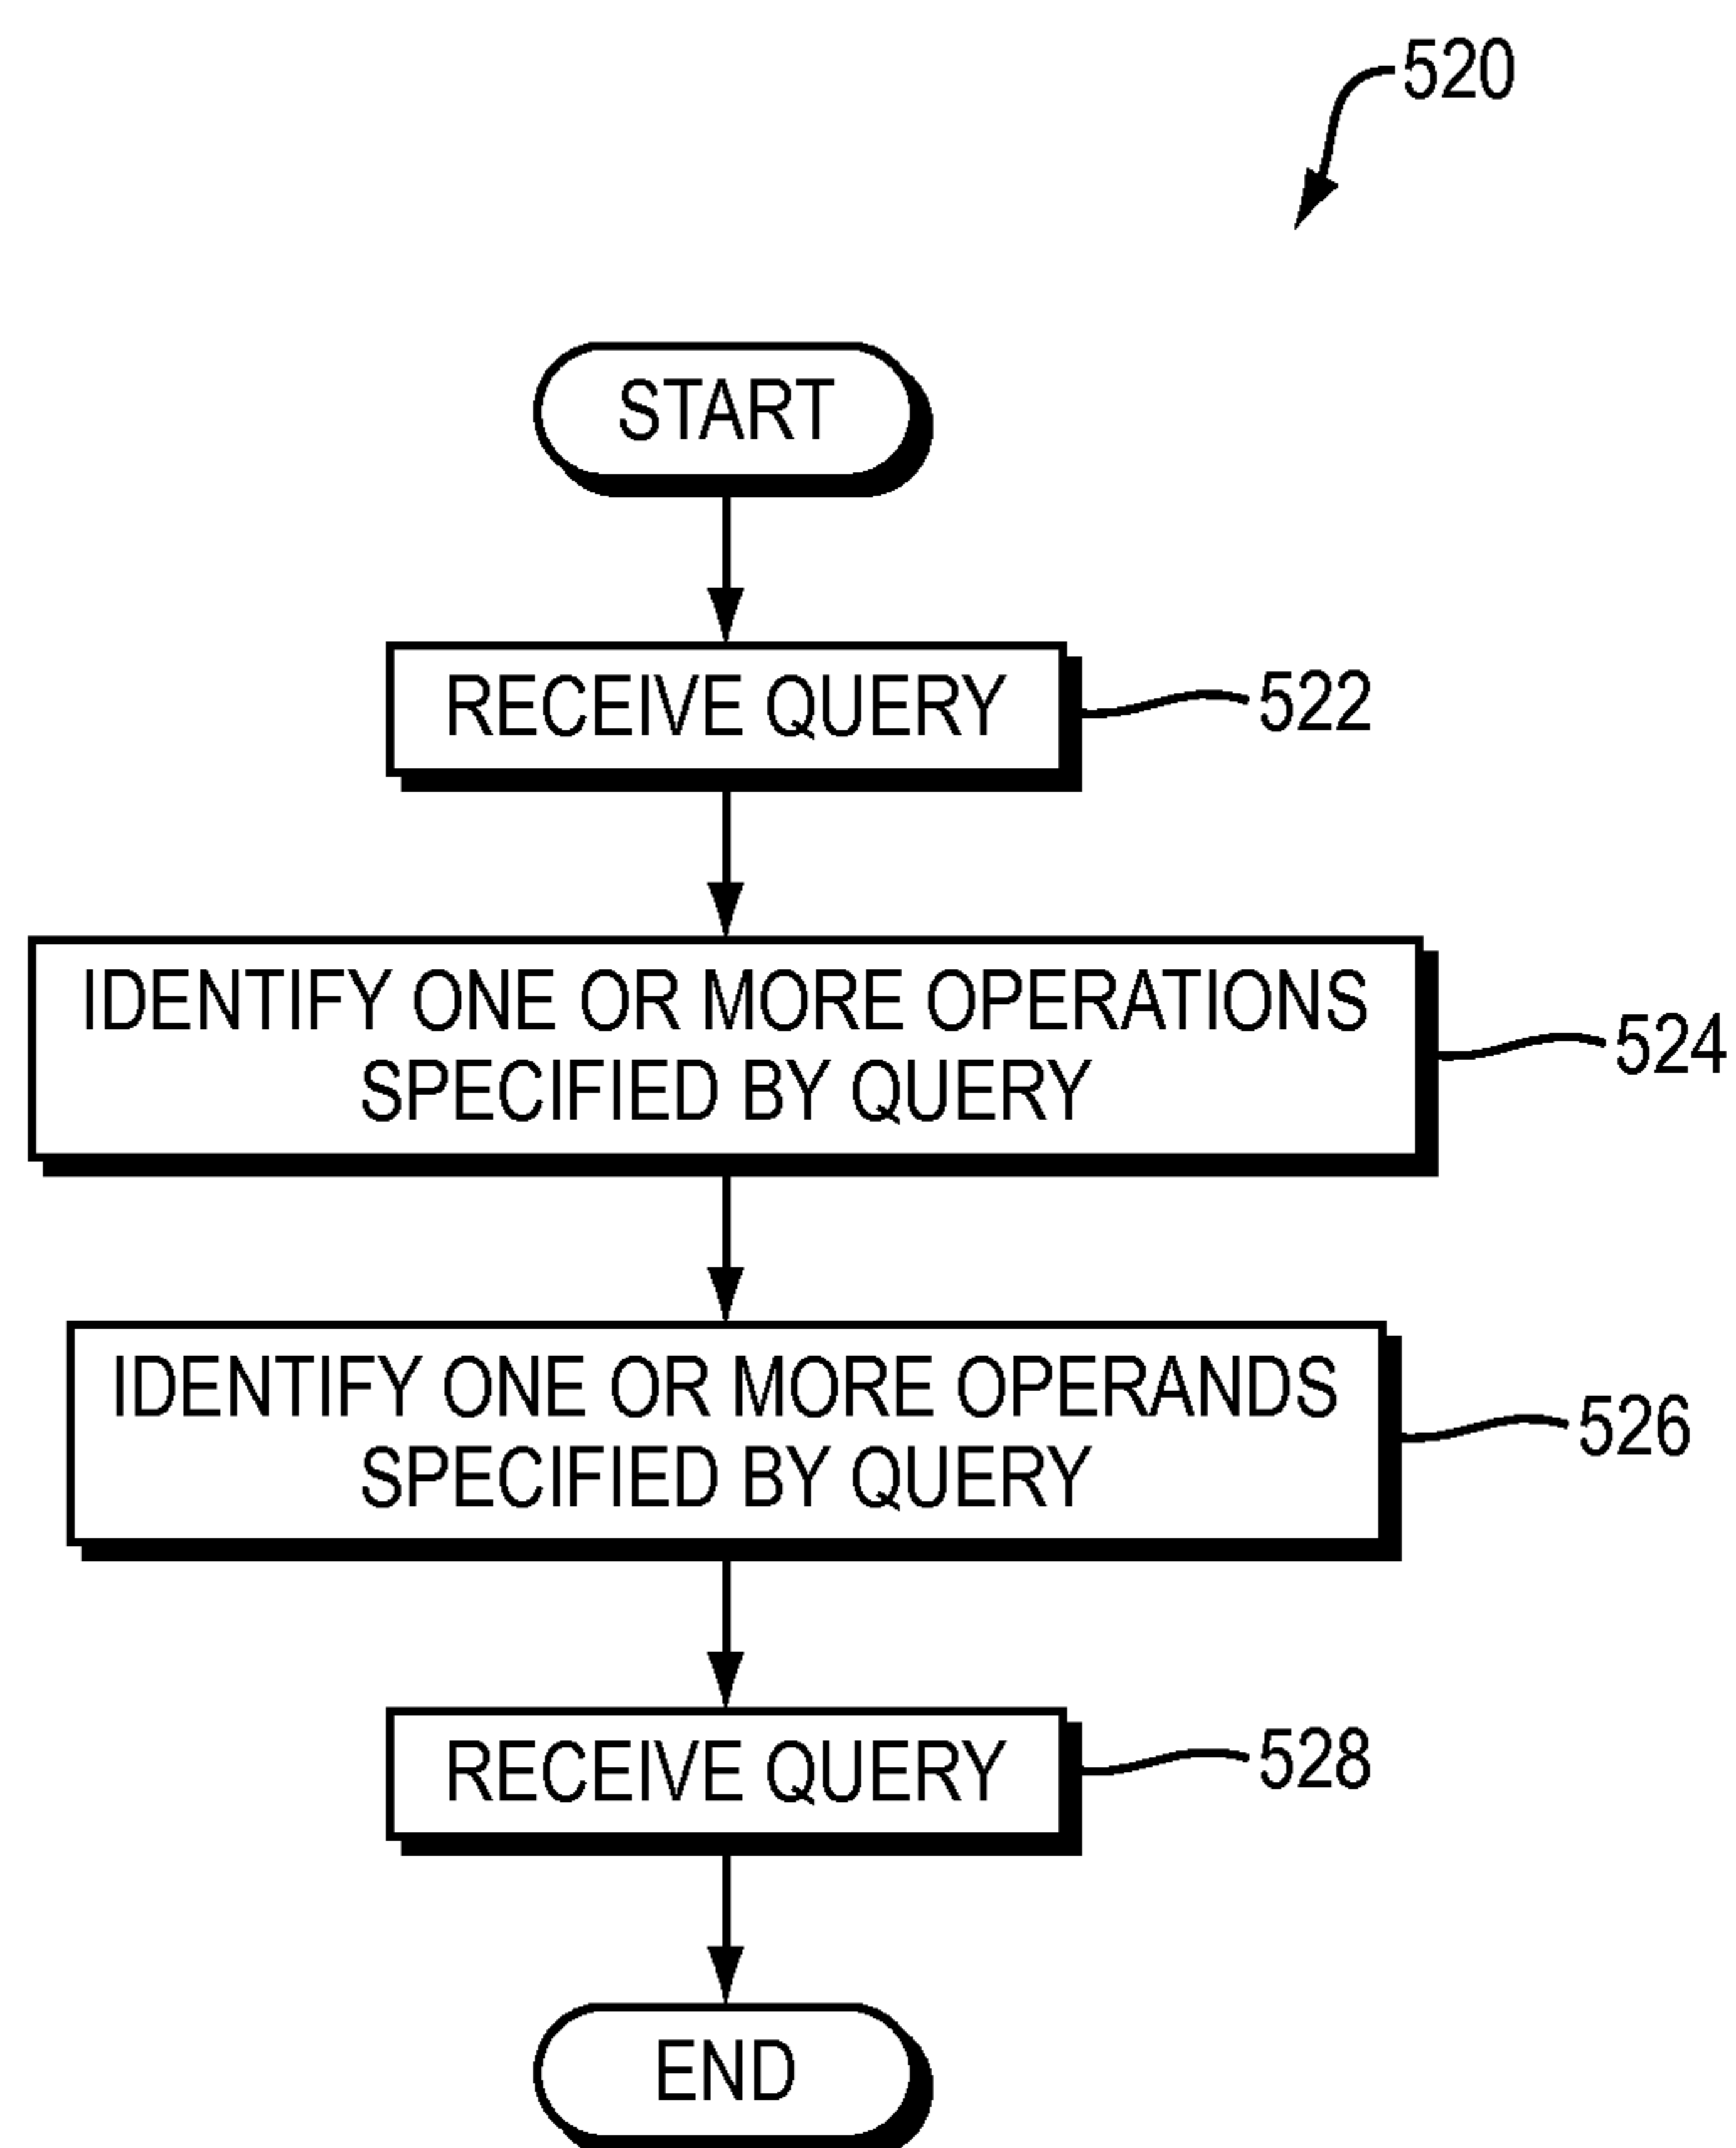 520
START
RECEIVE QUERY
522
IDENTIFY ONE OR MORE OPERATIONS
SPECIFIED BY QUERY
524
IDENTIFY ONE OR MORE OPERANDS
SPECIFIED BY QUERY
526
RECEIVE QUERY
528
END